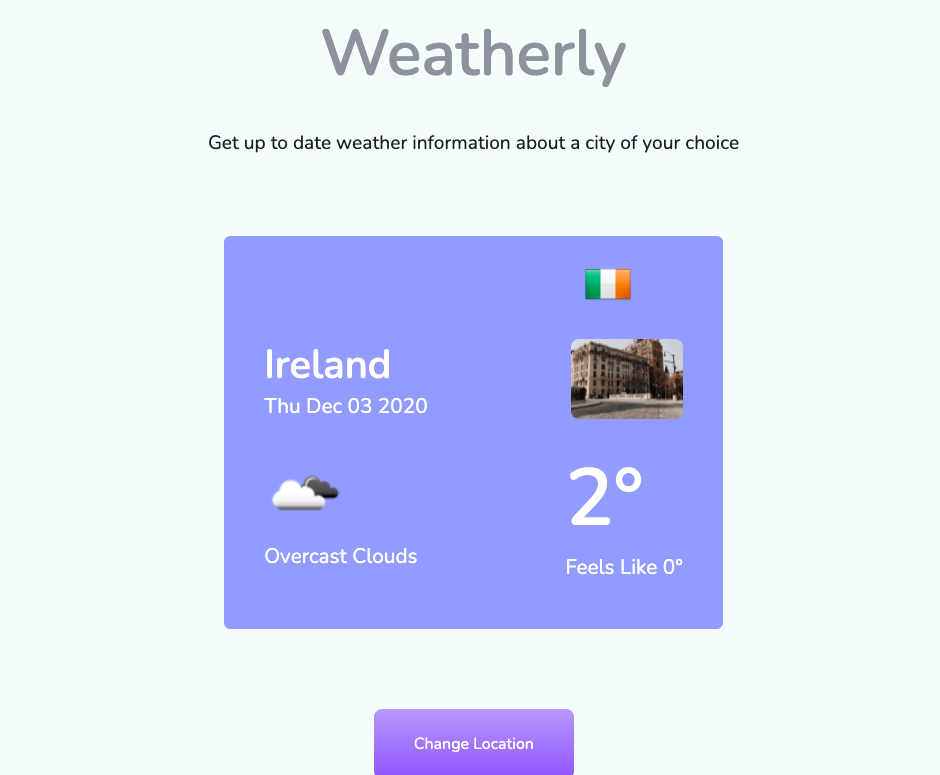 Weatherly
Get up to date weather information about a city of your choice
Ireland
Thu Dec 03 2020
2°
Overcast Clouds
Feels Like 0°
Change Location